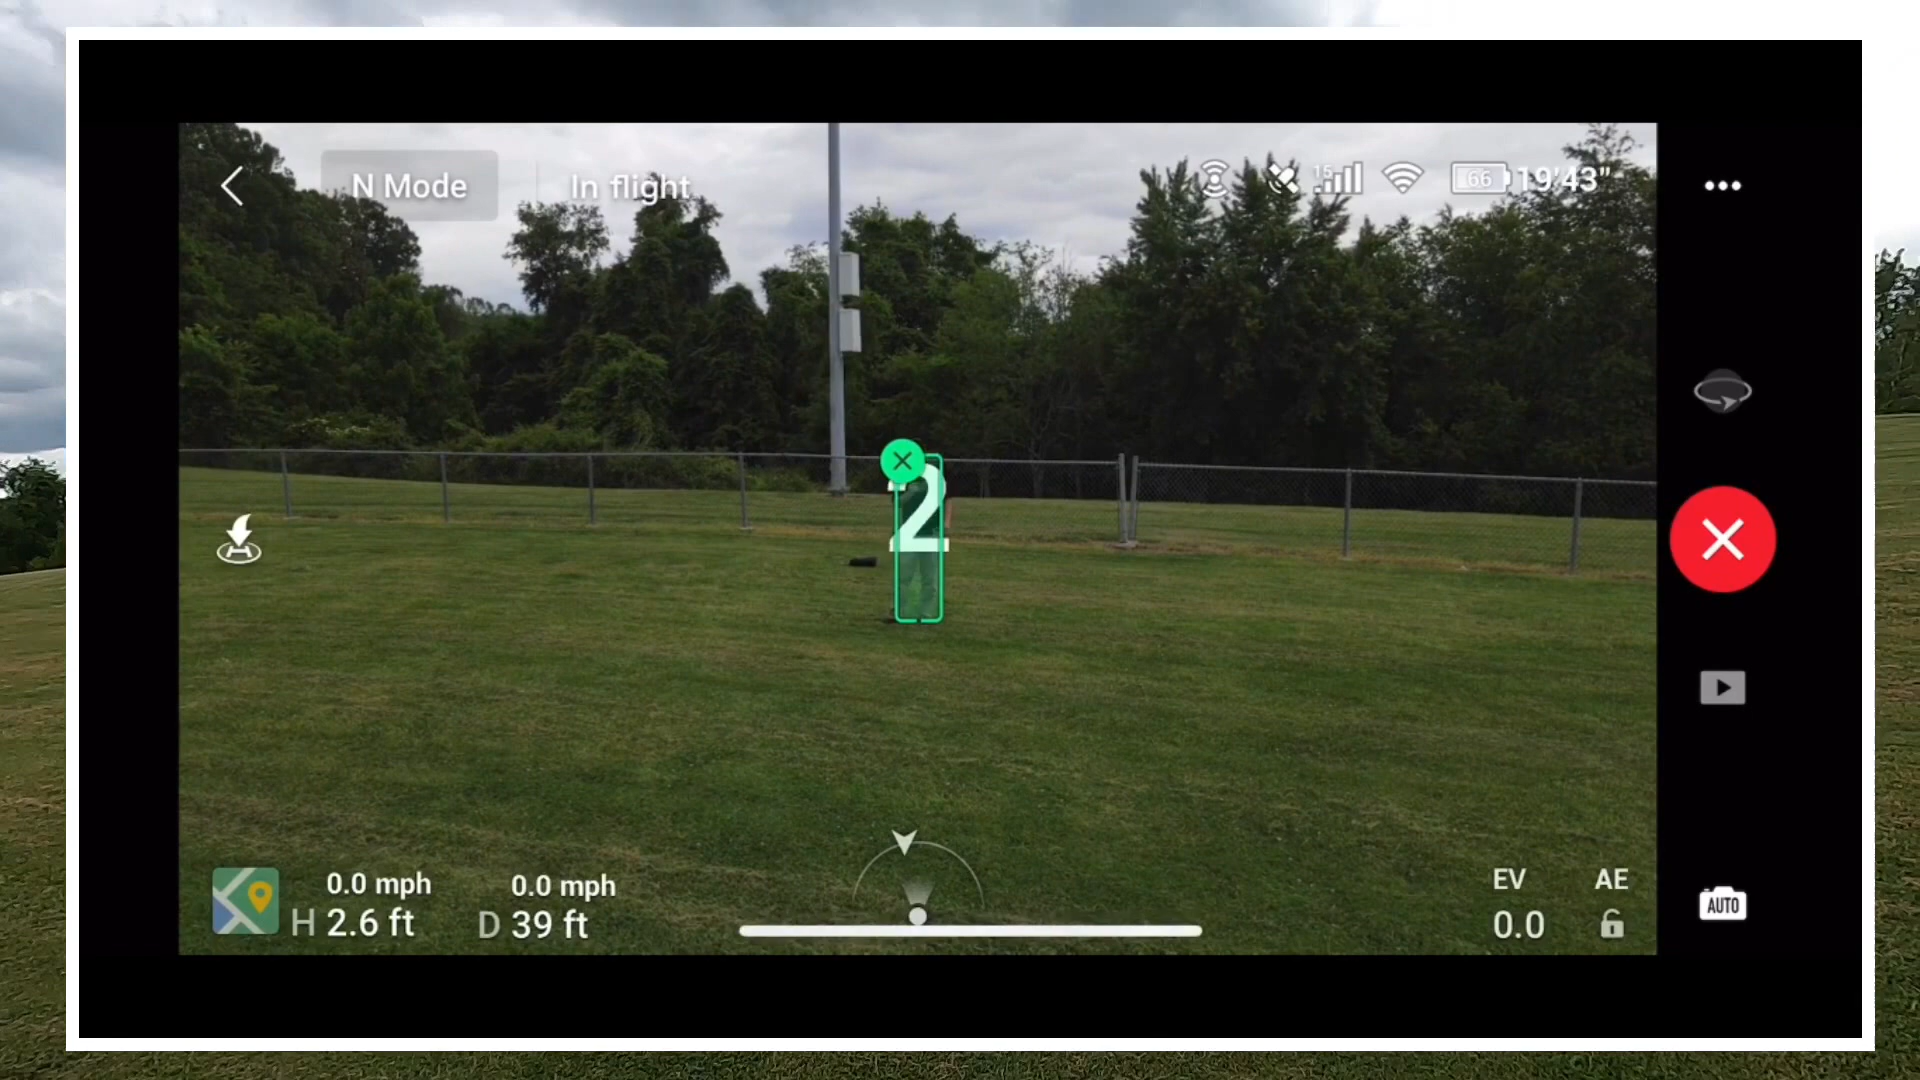 N Mode
In flight
15
66
19'43"
2
0.0 mph
0.0 mph
H 2.6 ft
D 39 ft
EV
AE
0.0
AUTO